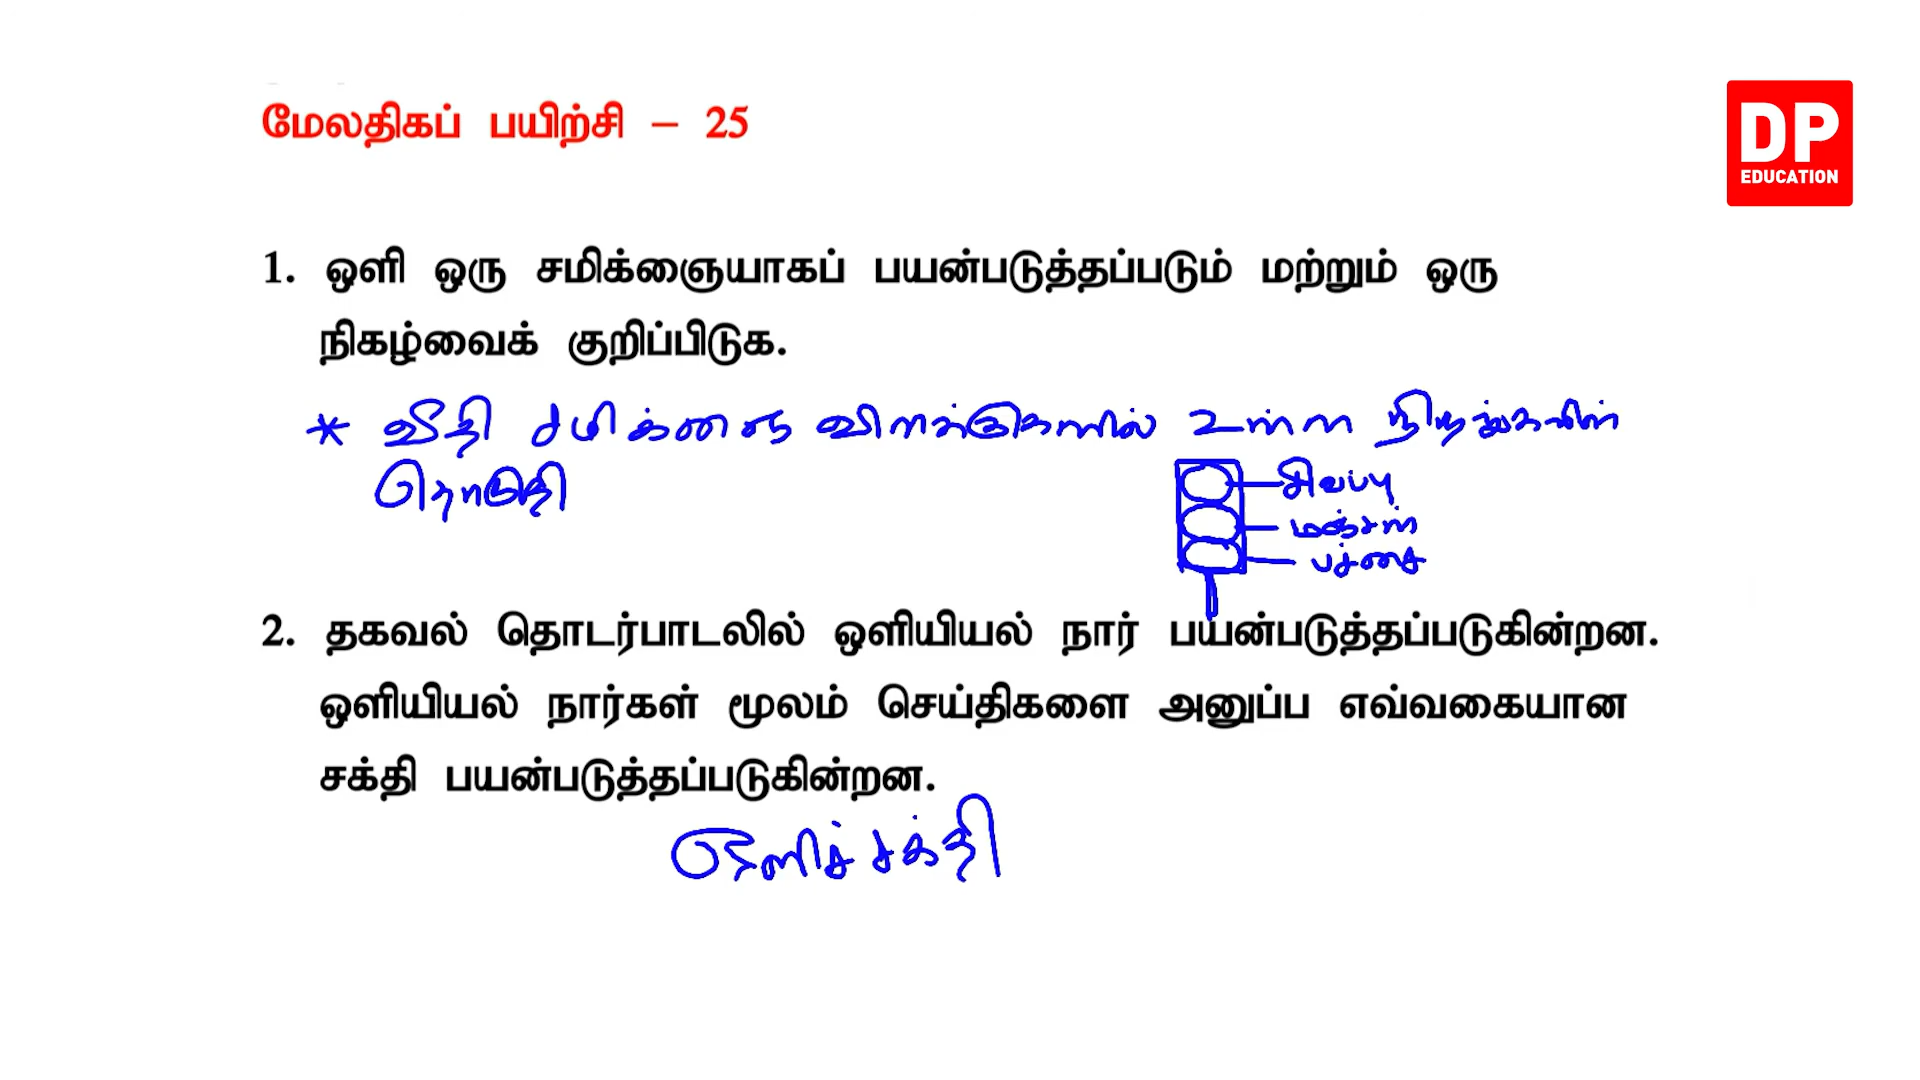 மேலதிகப் பயிற்சி – 25
DP
EDUCATION
1. ஒளி ஒரு சமிக்ஞையாகப் பயன்படுத்தப்படும் மற்றும் ஒரு
நிகழ்வைக் குறிப்பிடுக.
* வீதி சமிக்ஞை விளக்குகளில் உள்ள நிறங்களின்
தொகுதி
சிவப்பு
மஞ்சள்
பச்சை
2. தகவல் தொடர்பாடலில் ஒளியியல் நார் பயன்படுத்தப்படுகின்றன.
ஒளியியல் நார்கள் மூலம் செய்திகளை அனுப்ப எவ்வகையான
சக்தி பயன்படுத்தப்படுகின்றன.
ஒளிச்சக்தி